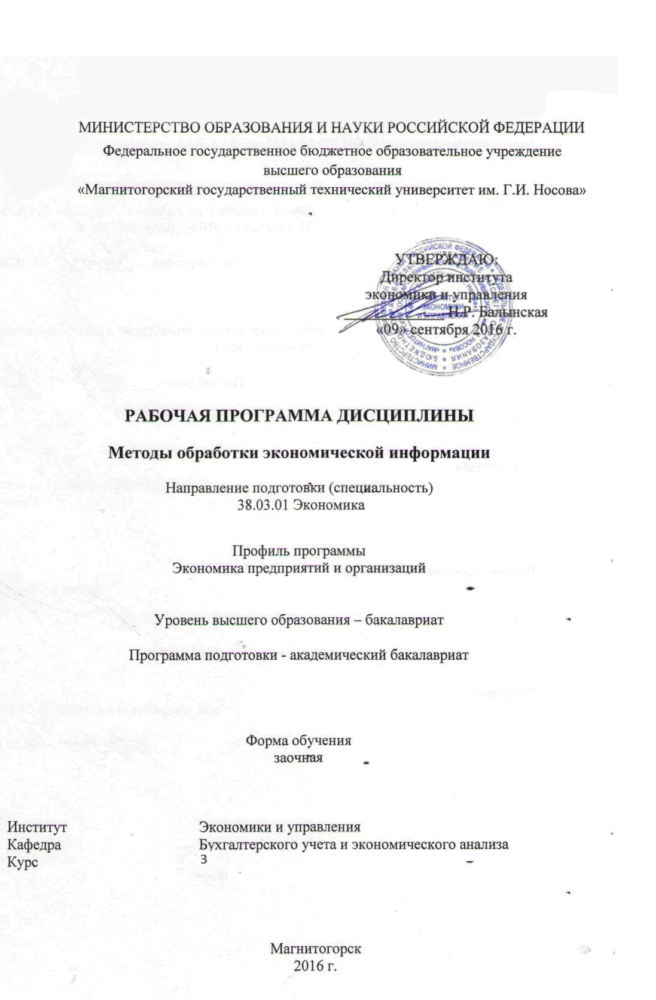 МИНИСТЕРСТВО ОБРАЗОВАНИЯ И НАУКИ РОССИЙСКОЙ ФЕДЕРАЦИИ
Федеральное государственное бюджетное образовательное учреждение
высшего образования
«Магнитогорский государственный технический университет им. Г.И. Носова»
УТВЕРЖДАЮ:
Директор института
экономики и управления
Н.Р. Балынская
«09» сентября 2016 г.
РАБОЧАЯ ПРОГРАММА ДИСЦИПЛИНЫ
Методы обработки экономической информации
Направление подготовки (специальность)
38.03.01 Экономика
Профиль программы
Экономика предприятий и организаций
Уровень высшего образования – бакалавриат
Программа подготовки - академический бакалавриат
Форма обучения
заочная
Институт Экономики и управления
Кафедра Бухгалтерского учета и экономического анализа
Курс 3
Магнитогорск
2016 г.